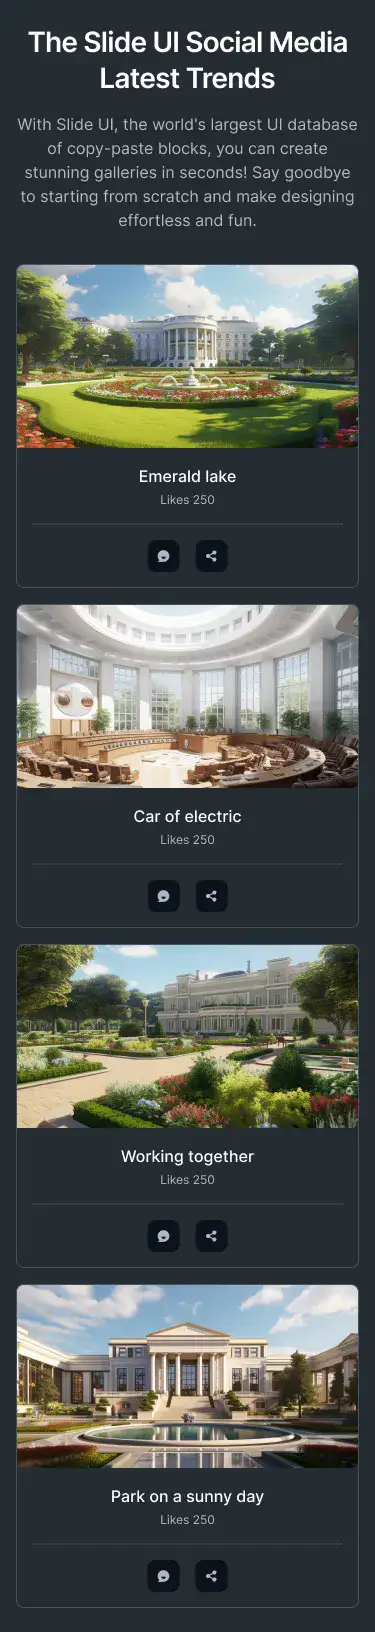 The Slide UI Social Media
Latest Trends
With Slide UI, the world's largest UI database
of copy-paste blocks, you can create
stunning galleries in seconds! Say goodbye
to starting from scratch and make designing
effortless and fun.
Emerald lake
Likes 250
Car of electric
Likes 250
Working together
Likes 250
Park on a sunny day
Likes 250